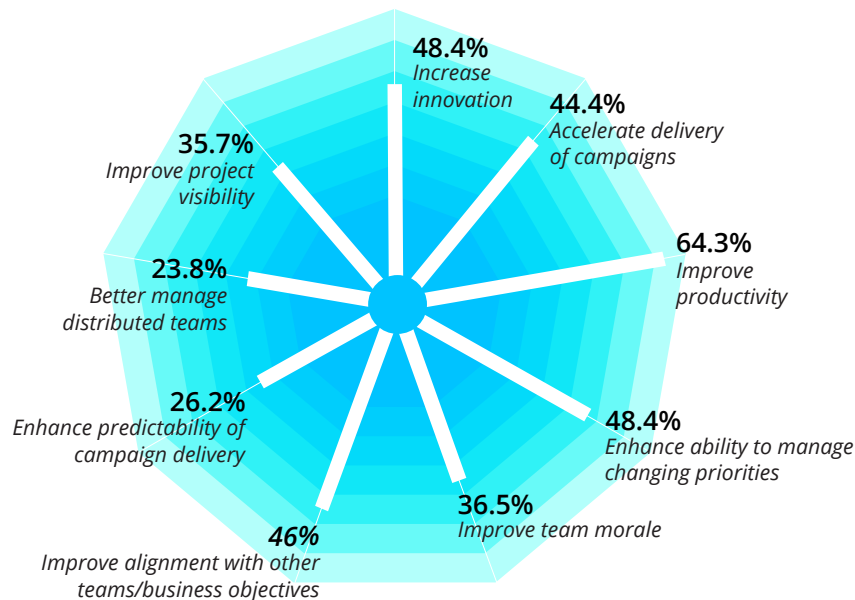 48.4%
Increase
innovation
44.4%
Accelerate delivery
of campaigns
64.3%
Improve
productivity
48.4%
Enhance ability to manage
changing priorities
36.5%
Improve team morale
46%
Improve alignment with other
teams/business objectives
26.2%
Enhance predictability of
campaign delivery
23.8%
Better manage
distributed teams
35.7%
Improve project
visibility